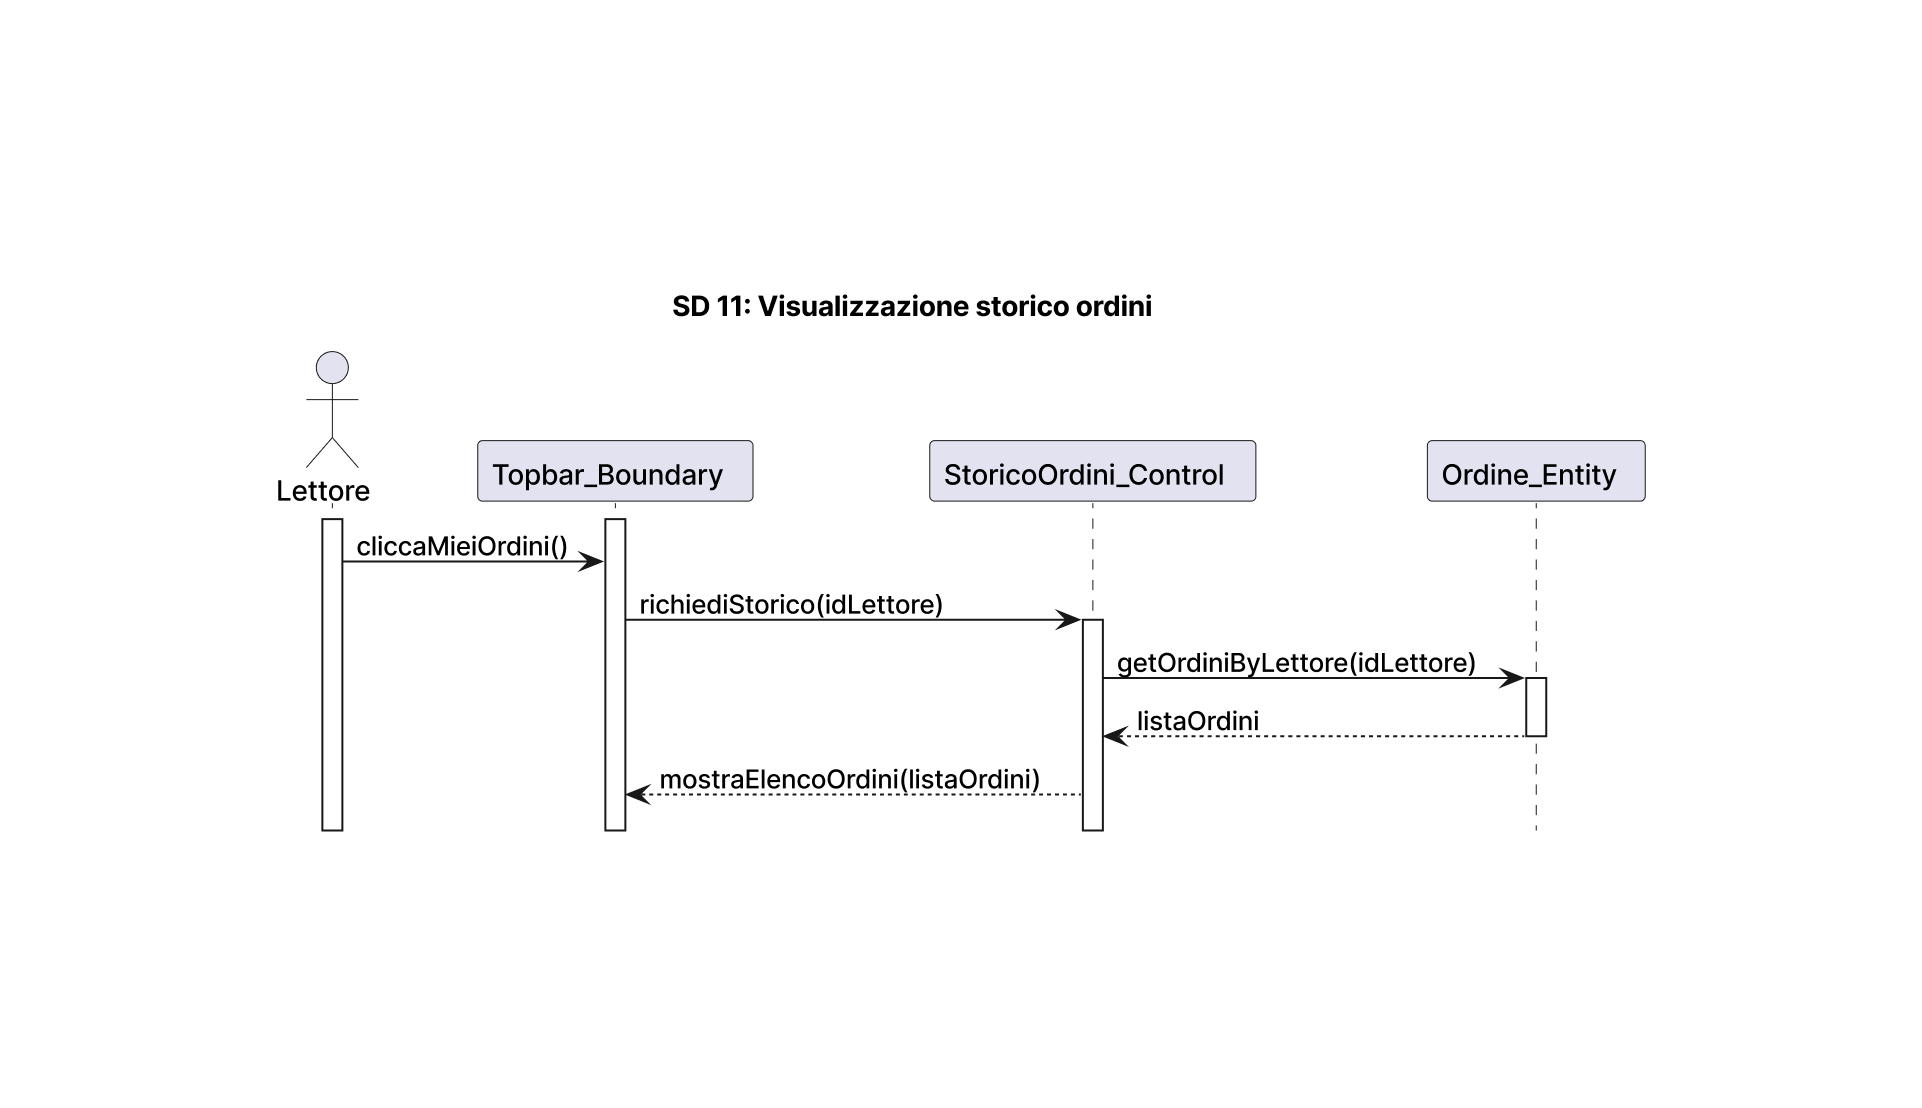 SD 11: Visualizzazione storico ordini
Lettore
Topbar_Boundary
StoricoOrdini_Control
Ordine_Entity
cliccaMieiOrdini()
richiediStorico(idLettore)
getOrdiniByLettore(idLettore)
listaOrdini
mostraElencoOrdini(listaOrdini)